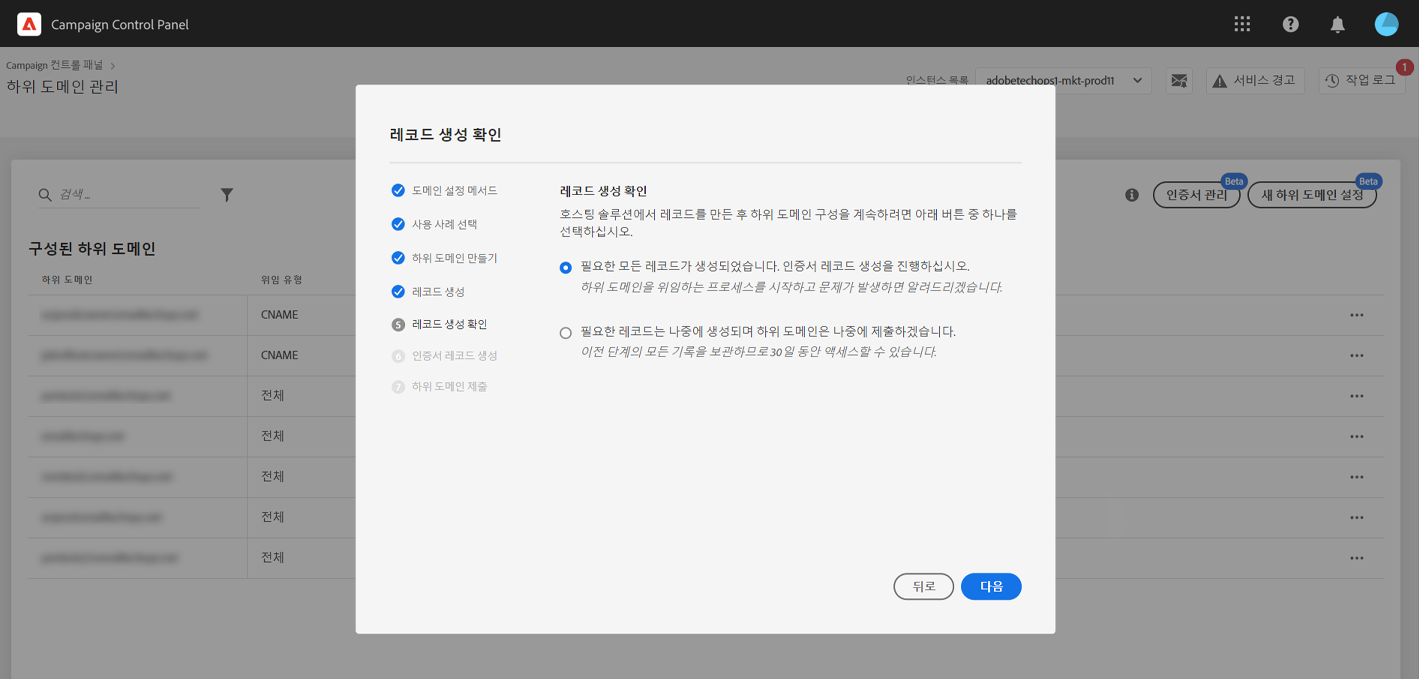 Campaign Control Panel
Campaign 컨트롤 패널
하위 도메인 관리
인스턴스 목록
adobetechops1-mkt-prod11
서비스 경고
작업 로그
1
레코드 생성 확인
도메인 설정 메서드
사용 사례 선택
하위 도메인 만들기
레코드 생성
5 레코드 생성 확인
6 인증서 레코드 생성
7 하위 도메인 제출
레코드 생성 확인
호스팅 솔루션에서 레코드를 만든 후 하위 도메인 구성을 계속하려면 아래 버튼 중 하나를
선택하십시오.
필요한 모든 레코드가 생성되었습니다. 인증서 레코드 생성을 진행하십시오.
하위 도메인을 위임하는 프로세스를 시작하고 문제가 발생하면 알려드리겠습니다.
필요한 레코드는 나중에 생성되며 하위 도메인은 나중에 제출하겠습니다.
이전 단계의 모든 기록을 보관하므로 30일 동안 액세스할 수 있습니다.
뒤로
다음
검색...
Beta
인증서 관리
Beta
새 하위 도메인 설정
구성된 하위 도메인
하위 도메인
위임 유형
CNAME
CNAME
전체
전체
전체
전체
전체